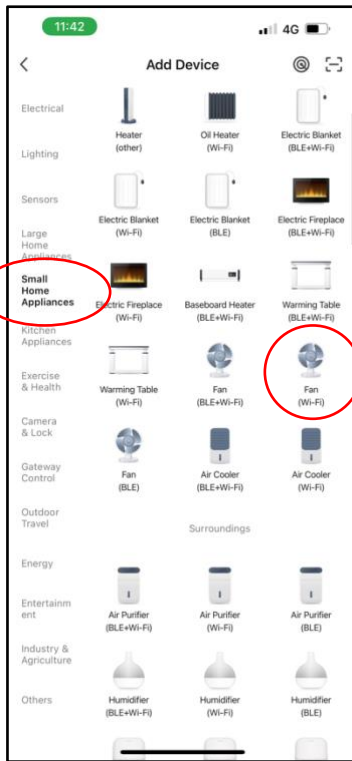 11:42
4G
Add Device
Electrical
Lighting
Sensors
Large
Home
Appliances
Small
Home
Appliances
Kitchen
Appliances
Exercise
& Health
Camera
& Lock
Gateway
Control
Outdoor
Travel
Energy
Entertainm
ent
Industry &
Agriculture
Others
Heater
(other)
Oil Heater
(Wi-Fi)
Electric Blanket
(BLE+Wi-Fi)
Electric Blanket
(Wi-Fi)
Electric Blanket
(BLE)
Electric Fireplace
(BLE+Wi-Fi)
Electric Fireplace
(Wi-Fi)
Baseboard Heater
(BLE+Wi-Fi)
Warming Table
(BLE+Wi-Fi)
Warming Table
(Wi-Fi)
Fan
(BLE+Wi-Fi)
Fan
(Wi-Fi)
Fan
(BLE)
Air Cooler
(BLE+Wi-Fi)
Air Cooler
(Wi-Fi)
Surroundings
Air Purifier
(BLE+Wi-Fi)
Air Purifier
(Wi-Fi)
Air Purifier
(BLE)
Humidifier
(BLE+Wi-Fi)
Humidifier
(Wi-Fi)
Humidifier
(BLE)